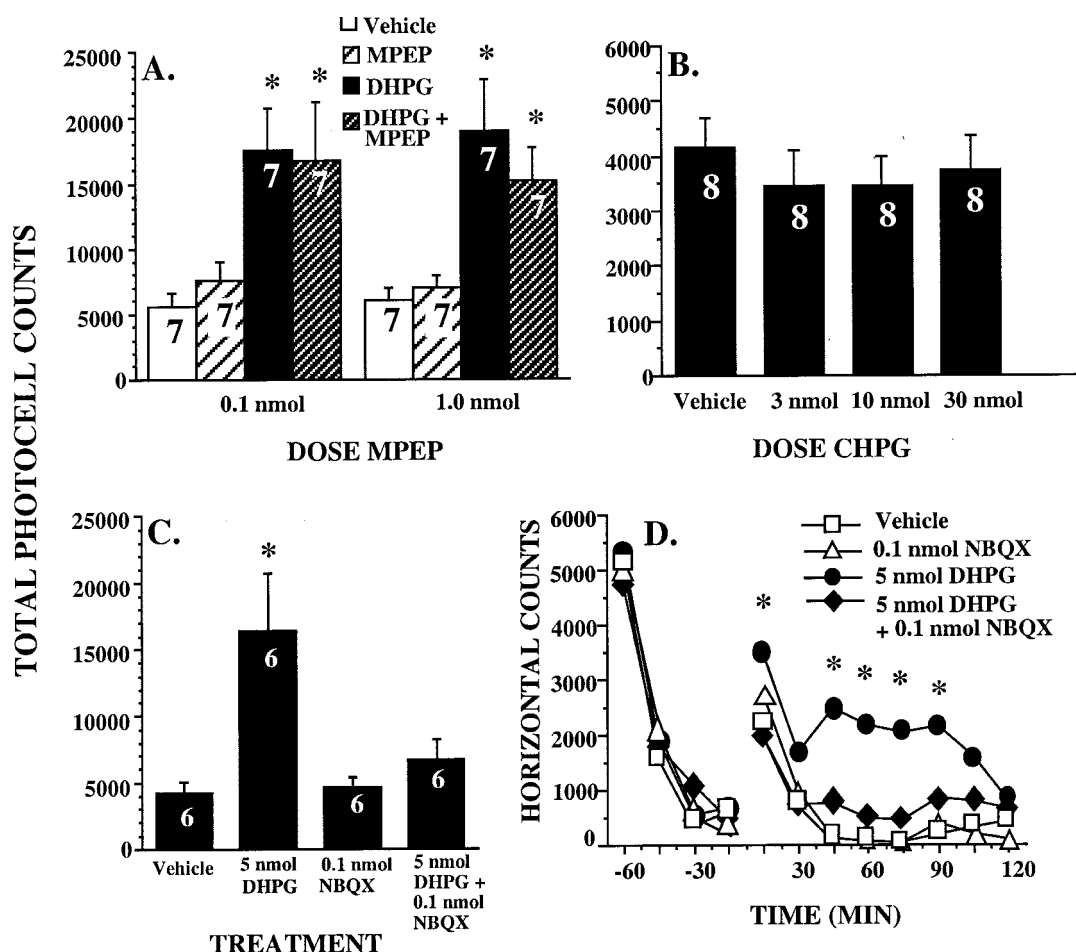 TOTAL PHOTOCELL COUNTS
A.
Vehicle
MPEP
DHPG
DHPG +
MPEP
25000
20000
15000
10000
5000
0
* * * *
7 7 7 7 7 7 7 7
0.1 nmol 1.0 nmol
DOSE MPEP
B.
6000
5000
4000
3000
2000
1000
0
8 8 8 8
Vehicle 3 nmol 10 nmol 30 nmol
DOSE CHPG
C.
25000
20000
15000
10000
5000
0
*
6 6 6 6
Vehicle
5 nmol
DHPG
0.1 nmol
NBQX
5 nmol
DHPG +
0.1 nmol
NBQX
TREATMENT
D.
HORIZONTAL COUNTS
Vehicle
0.1 nmol NBQX
5 nmol DHPG
5 nmol DHPG
+ 0.1 nmol NBQX
6000
5000
4000
3000
2000
1000
0
* * * * *
-60 -30 30 60 90 120
TIME (MIN)